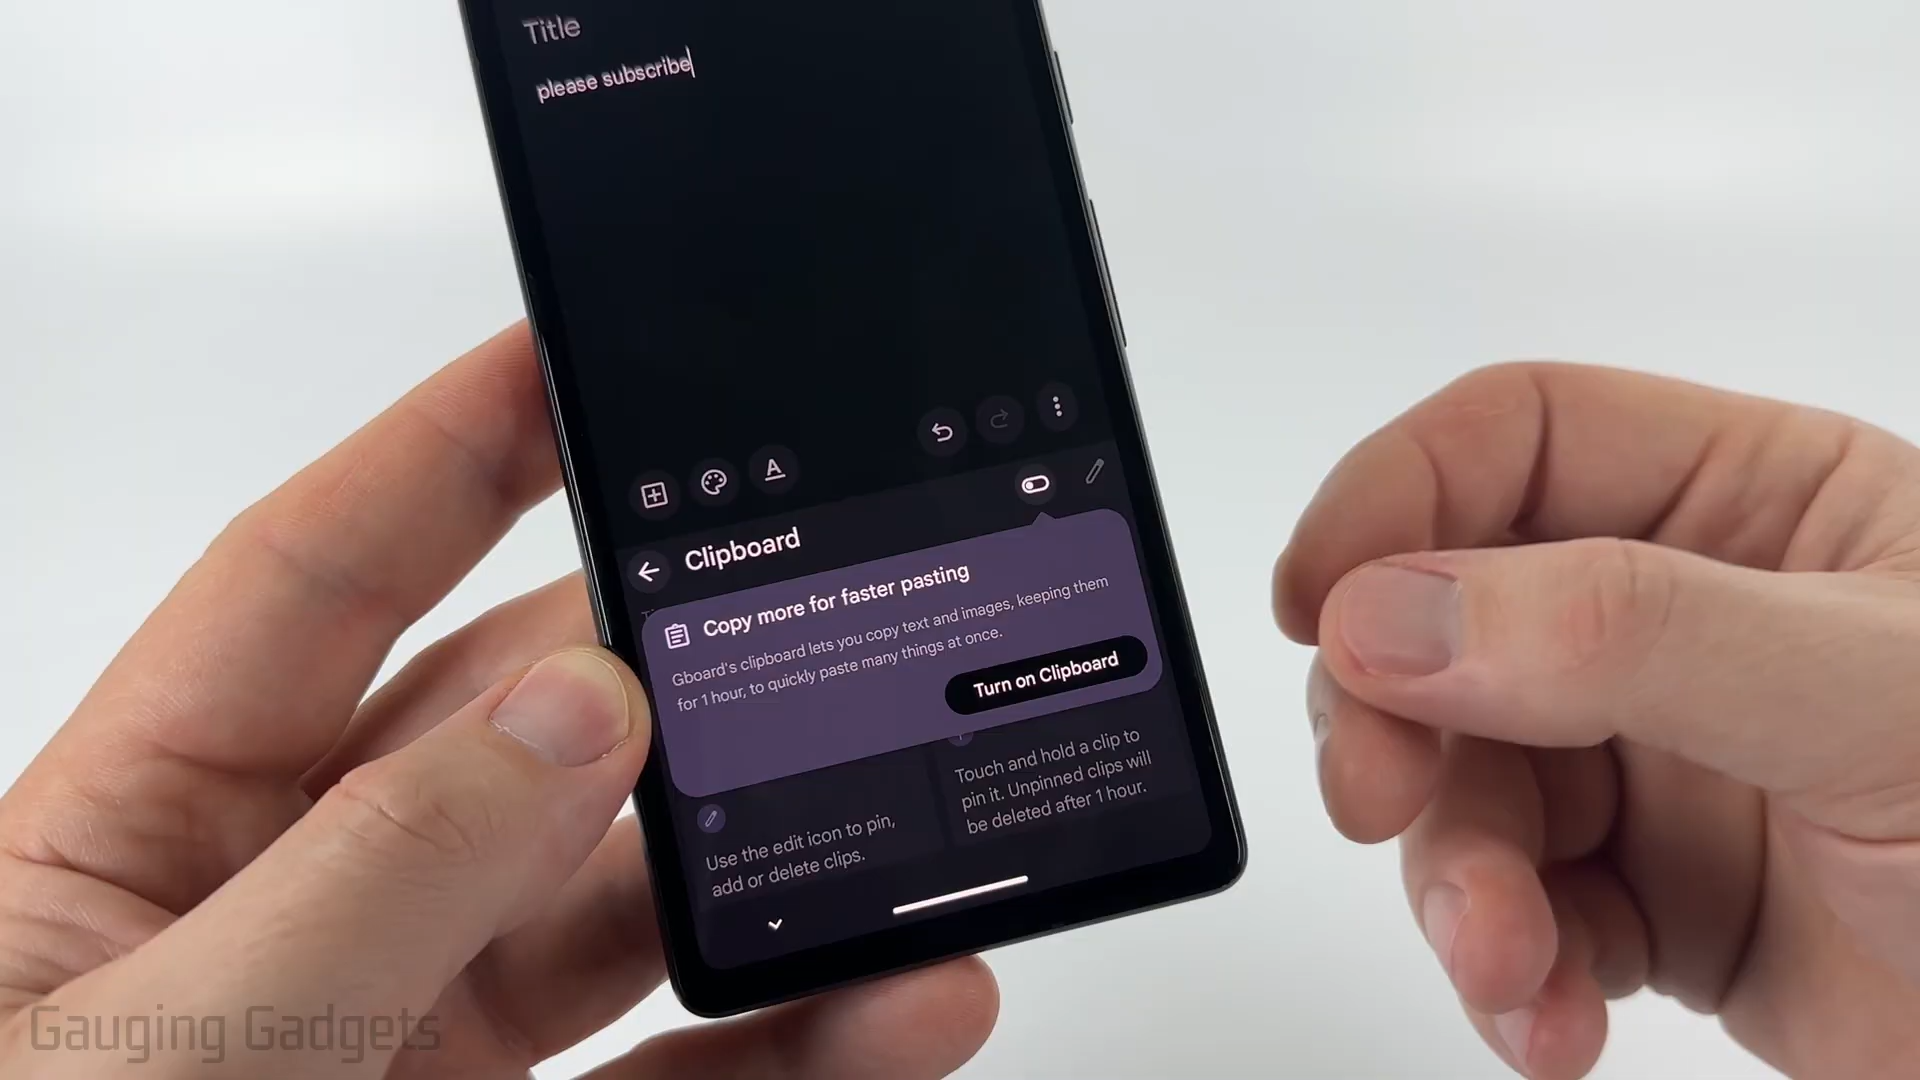 Title
please subscribe
Clipboard
Copy more for faster pasting
Gboard's clipboard lets you copy text and images, keeping them
for 1 hour, to quickly paste many things at once.
Turn on Clipboard
Use the edit icon to pin,
add or delete clips.
Touch and hold a clip to
pin it. Unpinned clips will
be deleted after 1 hour.
Gauging Gadgets